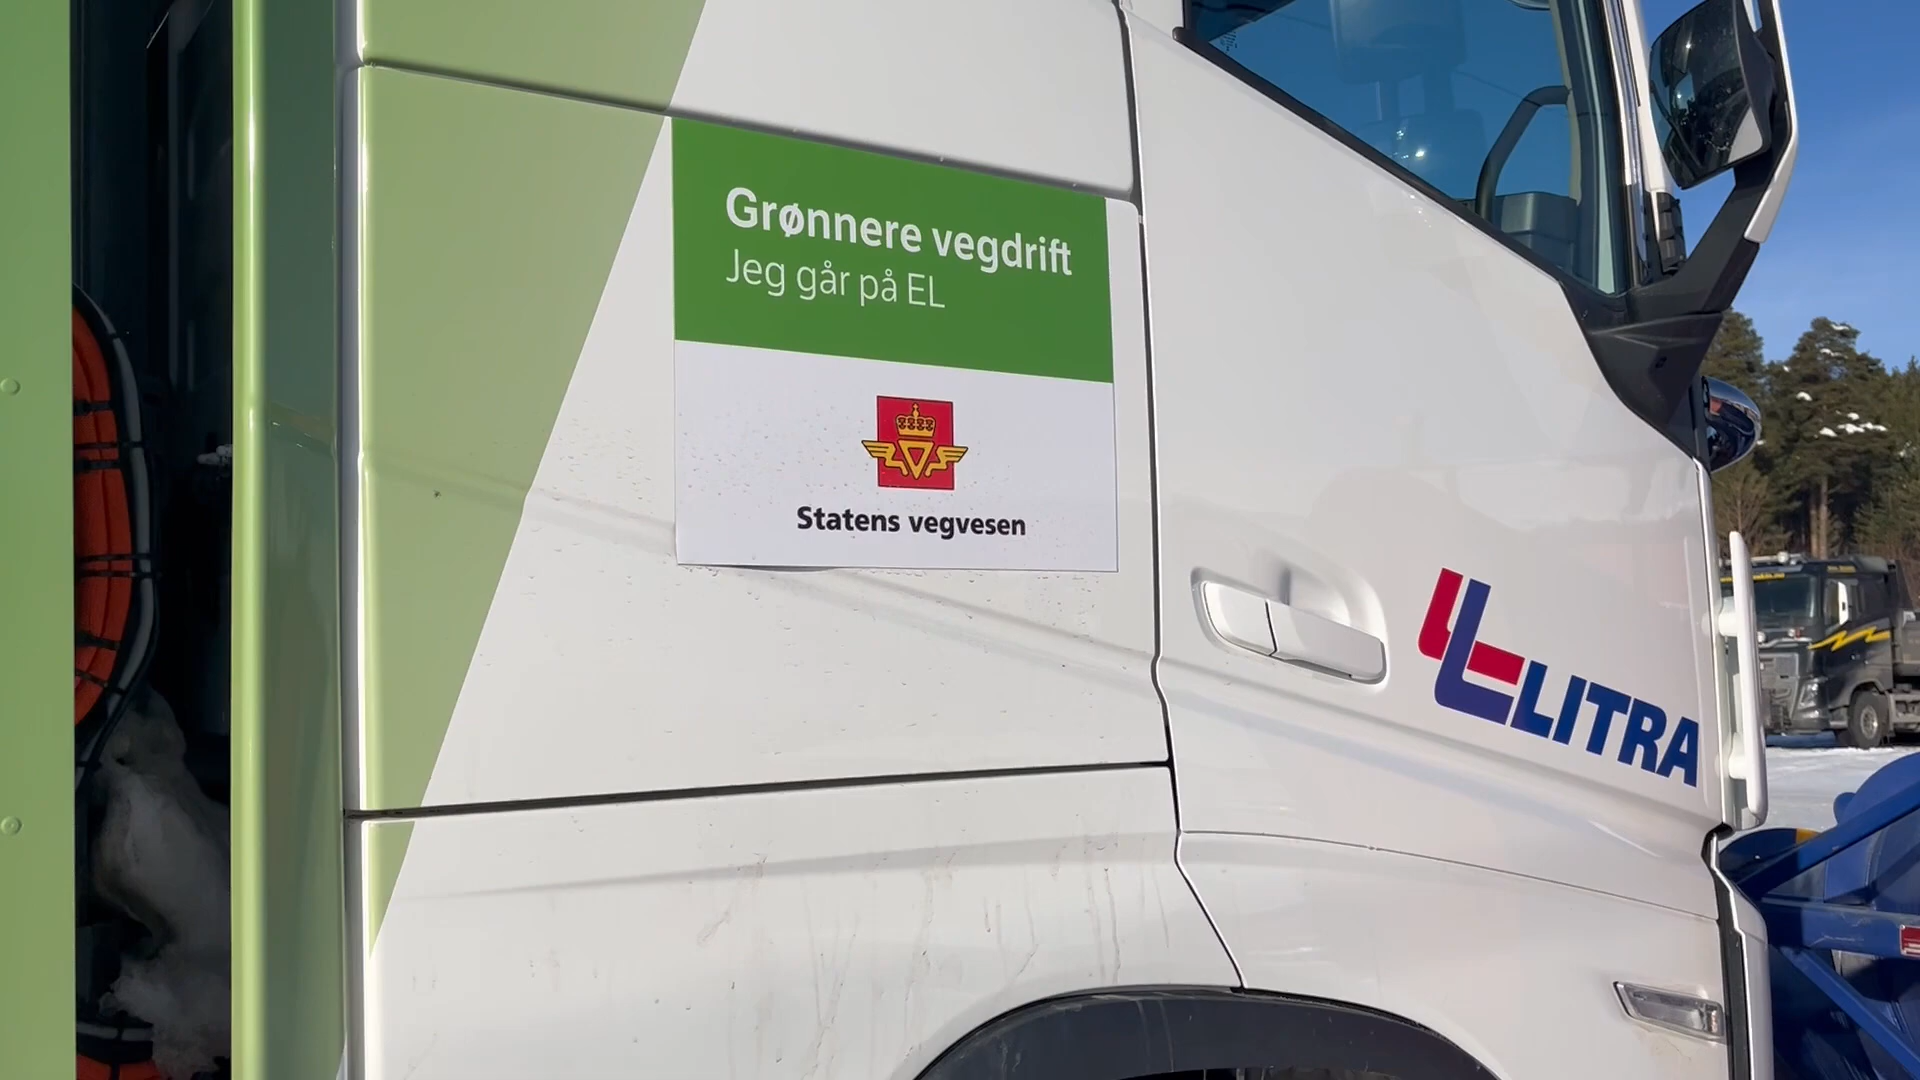 Grønnere vegdrift
Jeg går på EL
Statens vegvesen
LITRA